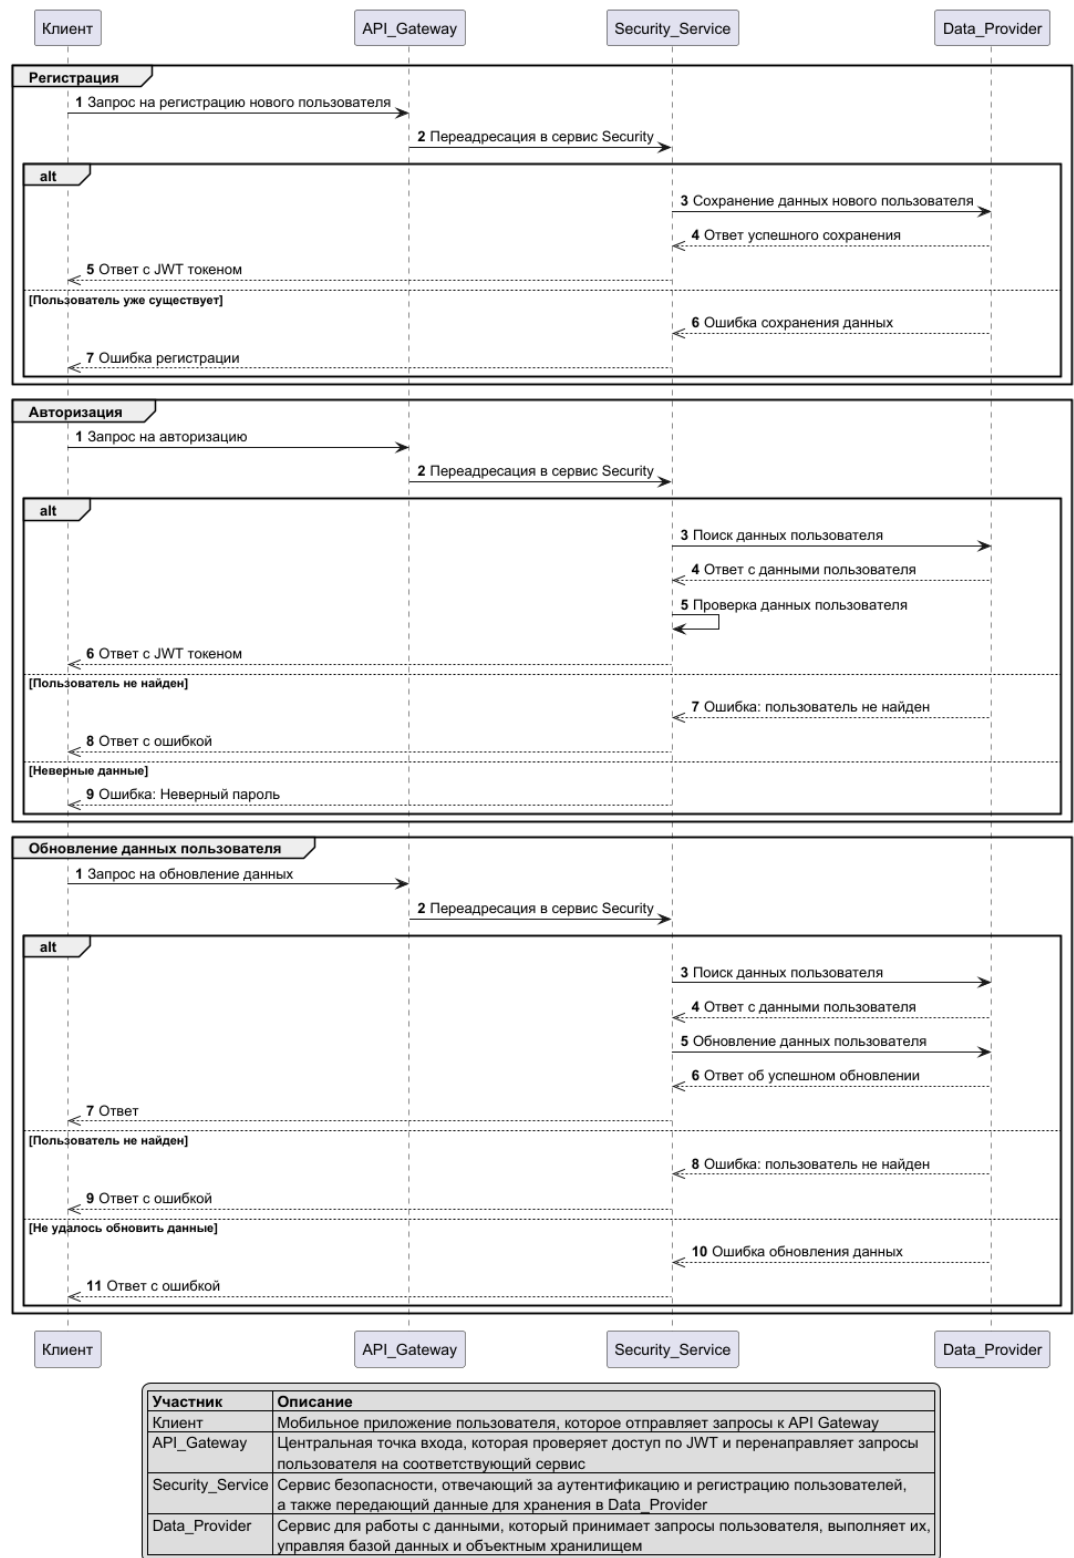 Клиент API_Gateway Security_Service Data_Provider
Регистрация
1 Запрос на регистрацию нового пользователя
2 Переадресация в сервис Security
alt
3 Сохранение данных нового пользователя
4 Ответ успешного сохранения
5 Ответ с JWT токеном
[Пользователь уже существует]
6 Ошибка сохранения данных
7 Ошибка регистрации
Авторизация
1 Запрос на авторизацию
2 Переадресация в сервис Security
alt
3 Поиск данных пользователя
4 Ответ с данными пользователя
5 Проверка данных пользователя
6 Ответ с JWT токеном
[Пользователь не найден]
7 Ошибка: пользователь не найден
8 Ответ с ошибкой
[Неверные данные]
9 Ошибка: Неверный пароль
Обновление данных пользователя
1 Запрос на обновление данных
2 Переадресация в сервис Security
alt
3 Поиск данных пользователя
4 Ответ с данными пользователя
5 Обновление данных пользователя
6 Ответ об успешном обновлении
7 Ответ
[Пользователь не найден]
8 Ошибка: пользователь не найден
9 Ответ с ошибкой
[Не удалось обновить данные]
10 Ошибка обновления данных
11 Ответ с ошибкой
Клиент API_Gateway Security_Service Data_Provider
Участник Описание
Клиент Мобильное приложение пользователя, которое отправляет запросы к API Gateway
API_Gateway Центральная точка входа, которая проверяет доступ по JWT и перенаправляет запросы
пользователя на соответствующий сервис
Security_Service Сервис безопасности, отвечающий за аутентификацию и регистрацию пользователей,
а также передающий данные для хранения в Data_Provider
Data_Provider Сервис для работы с данными, который принимает запросы пользователя, выполняет их,
управляя базой данных и объектным хранилищем